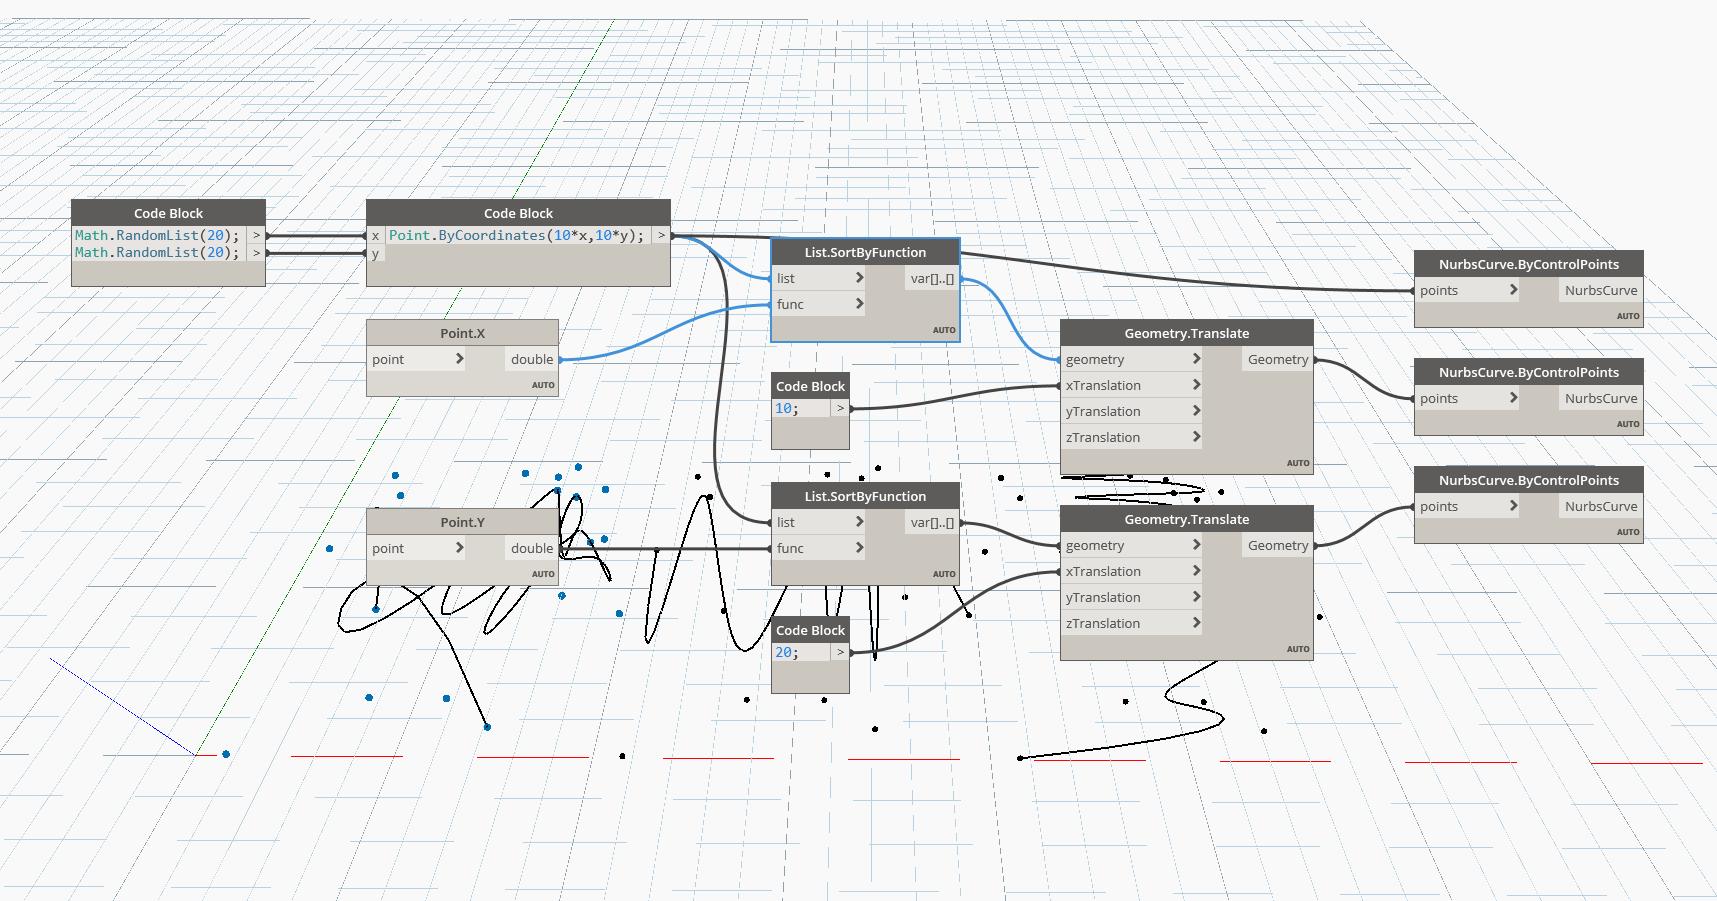 Code Block
Math.RandomList(20); >
Math.RandomList(20); >
Code Block
x Point.ByCoordinates(10*x,10*y); >
y
Point.X
point > double
AUTO
Point.Y
point > double
AUTO
List.SortByFunction
list > var[]..[]
func >
AUTO
Code Block
10; >
List.SortByFunction
list > var[]..[]
func >
AUTO
Code Block
20; >
Geometry.Translate
geometry > Geometry
xTranslation >
yTranslation >
zTranslation >
AUTO
Geometry.Translate
geometry > Geometry
xTranslation >
yTranslation >
zTranslation >
AUTO
NurbsCurve.ByControlPoints
points > NurbsCurve
AUTO
NurbsCurve.ByControlPoints
points > NurbsCurve
AUTO
NurbsCurve.ByControlPoints
points > NurbsCurve
AUTO